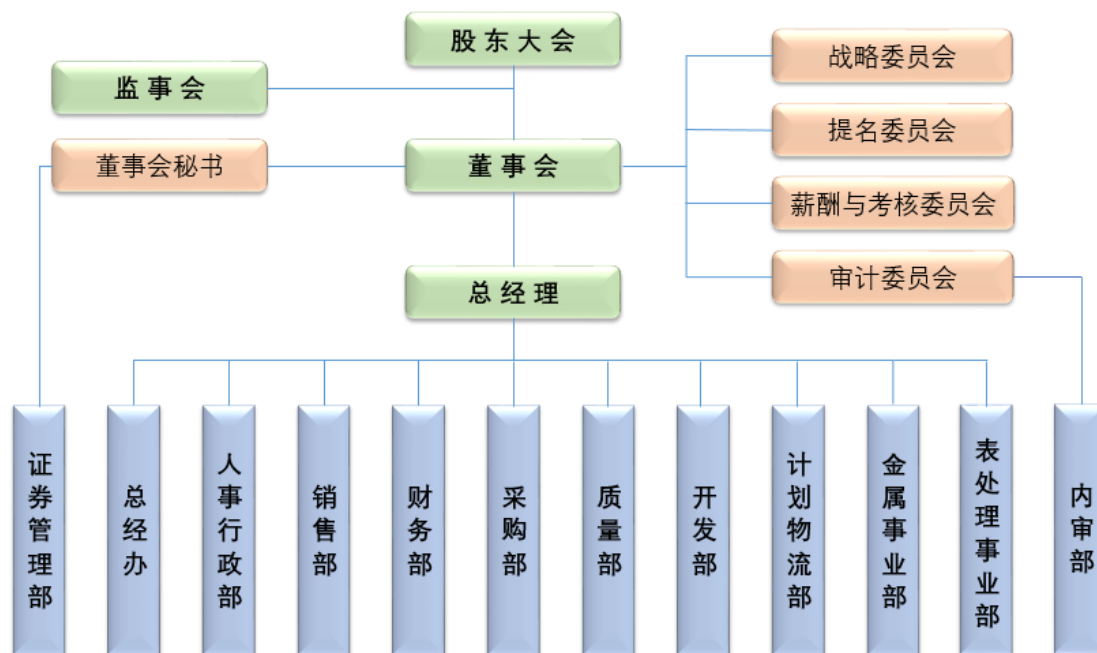 股东大会
战略委员会
监事会
提名委员会
董事会秘书
董事会
薪酬与考核委员会
总经理
审计委员会
证券管理部
总经办
人事行政部
销售部
财务部
采购部
质量部
开发部
计划物流部
金属事业部
表处理事业部
内审部